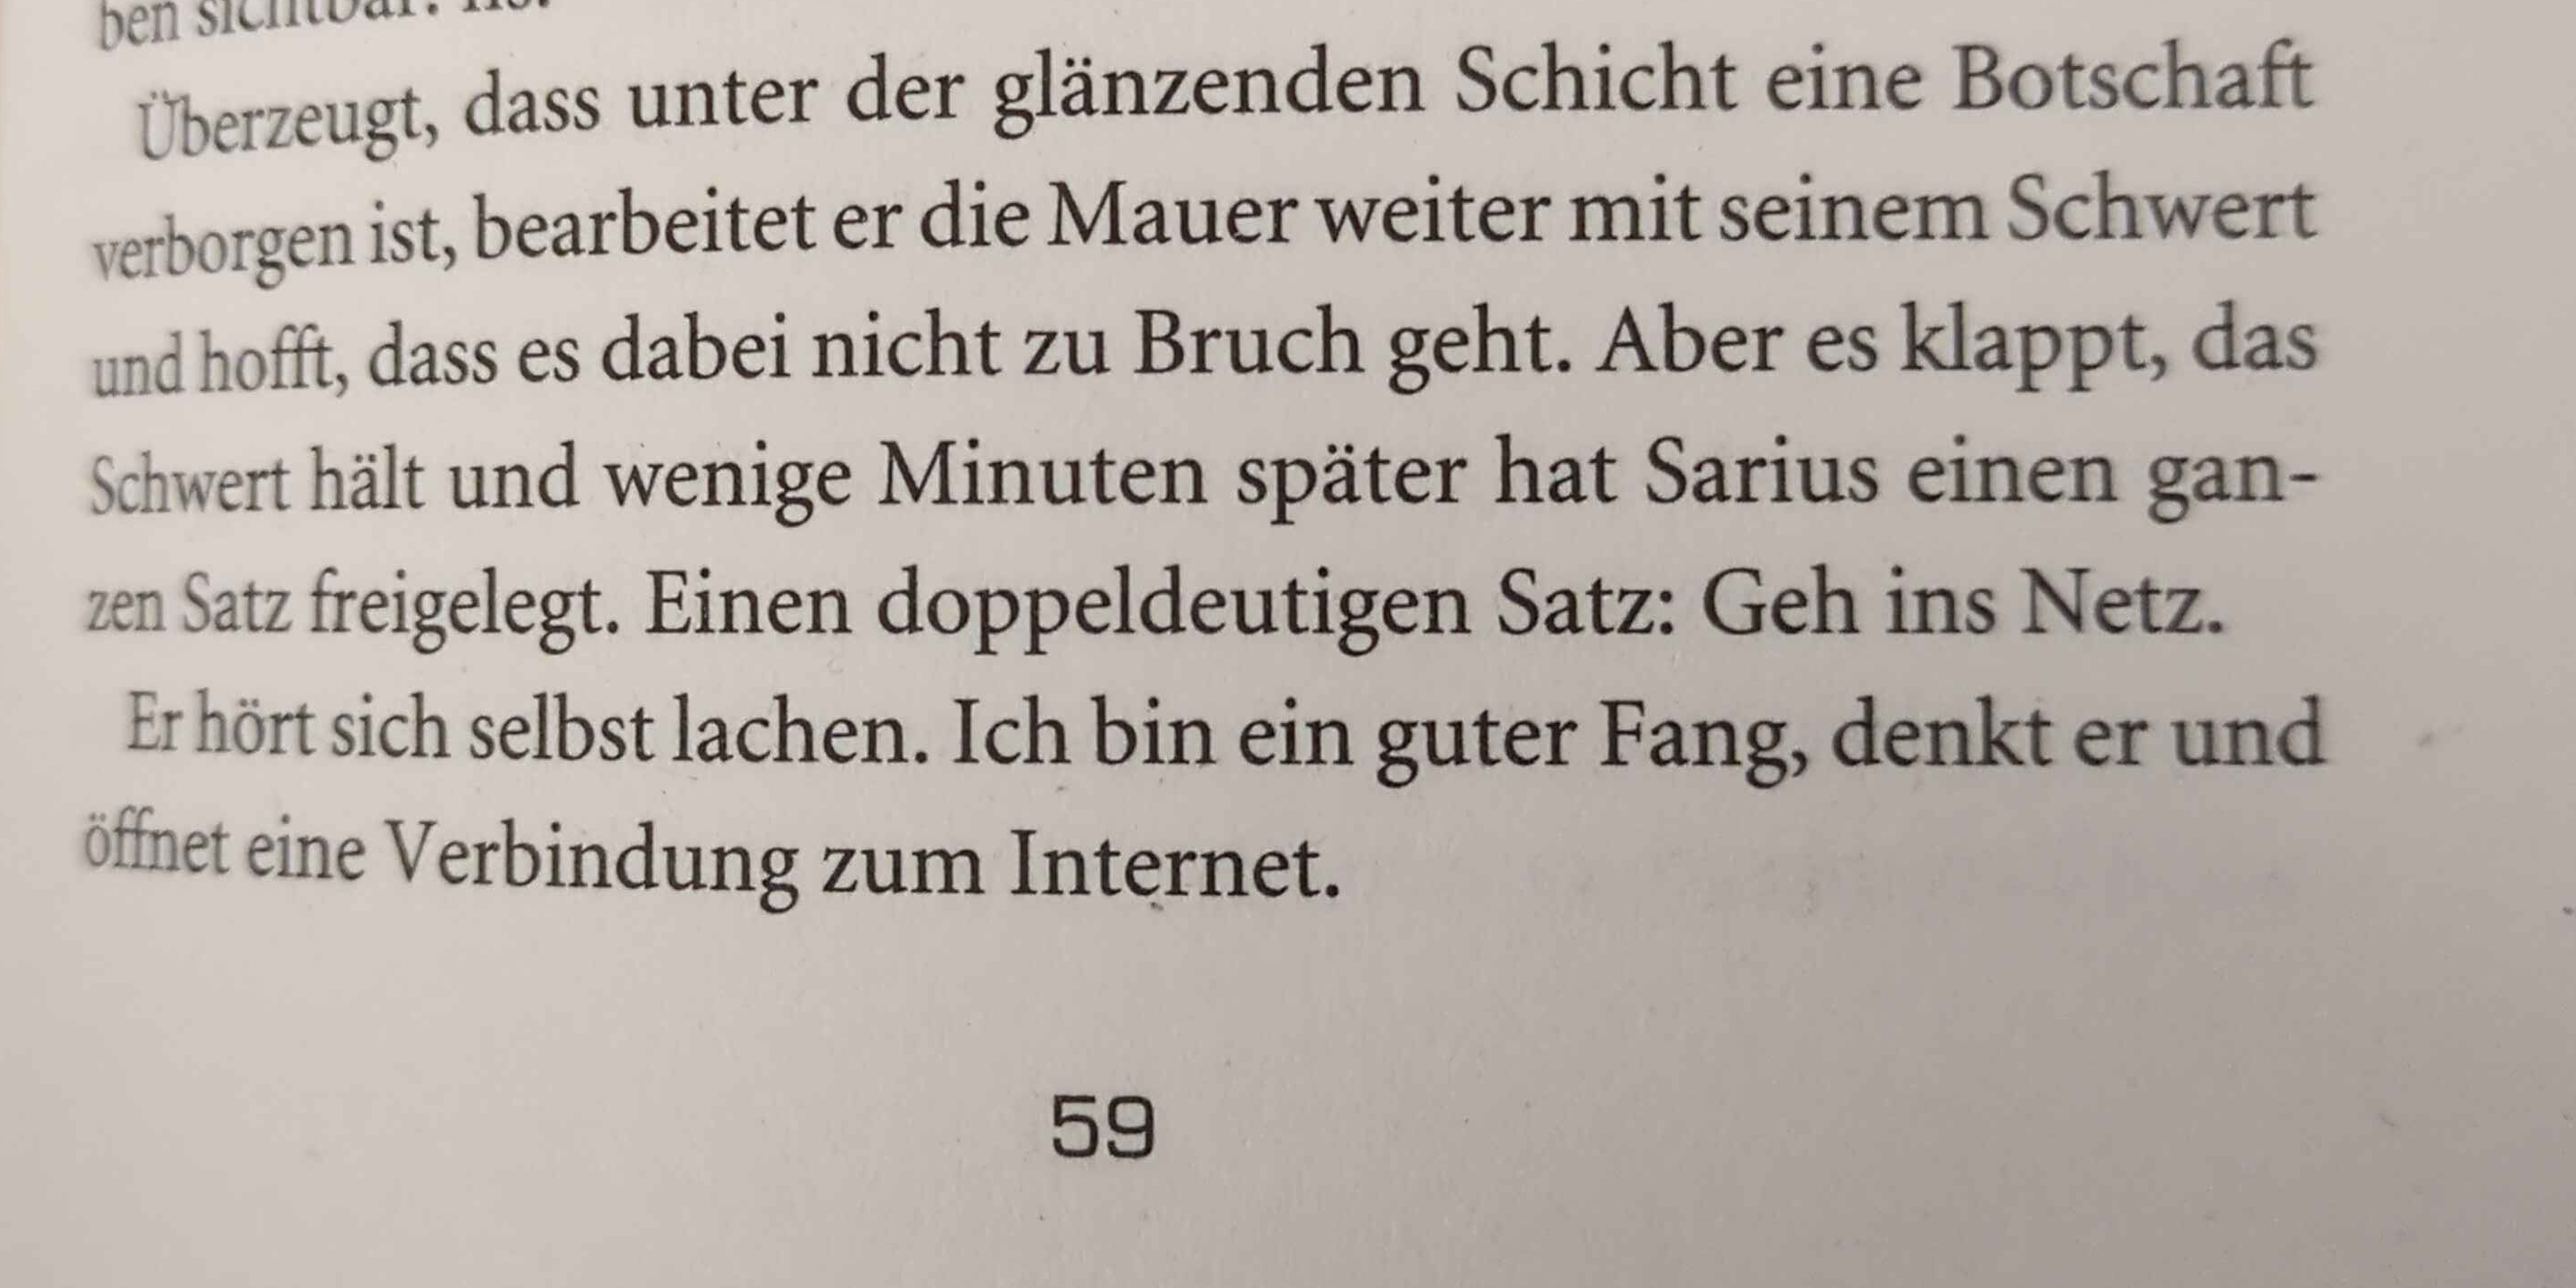 ben sichtbar: ns.
Überzeugt, dass unter der glänzenden Schicht eine Botschaft
verborgen ist, bearbeitet er die Mauer weiter mit seinem Schwert
und hofft, dass es dabei nicht zu Bruch geht. Aber es klappt, das
Schwert hält und wenige Minuten später hat Sarius einen gan-
zen Satz freigelegt. Einen doppeldeutigen Satz: Geh ins Netz.
Er hört sich selbst lachen. Ich bin ein guter Fang, denkt er und
öffnet eine Verbindung zum Internet.
59